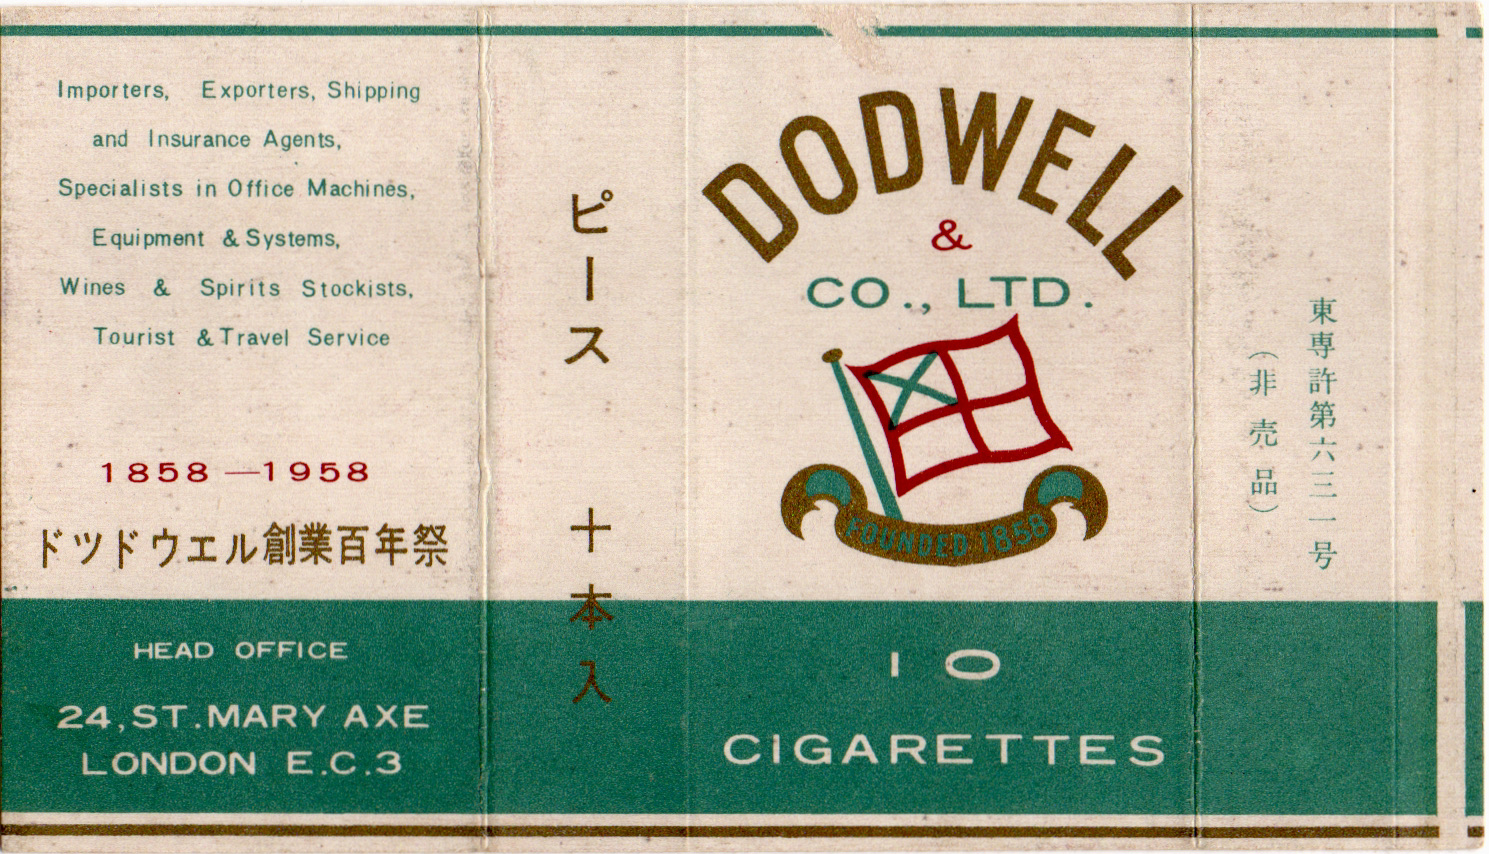 Importers, Exporters, Shipping
and Insurance Agents,
Specialists in Office Machines,
Equipment & Systems,
Wines & Spirits Stockists,
Tourist & Travel Service
1858—1958
ドツドウエル創業百年祭
HEAD OFFICE
24,ST.MARY AXE
LONDON E.C.3
ピース 十本入
DODWELL
&
CO., LTD.
FOUNDED 1858
10
CIGARETTES
東専許第六三一号
(非売品)